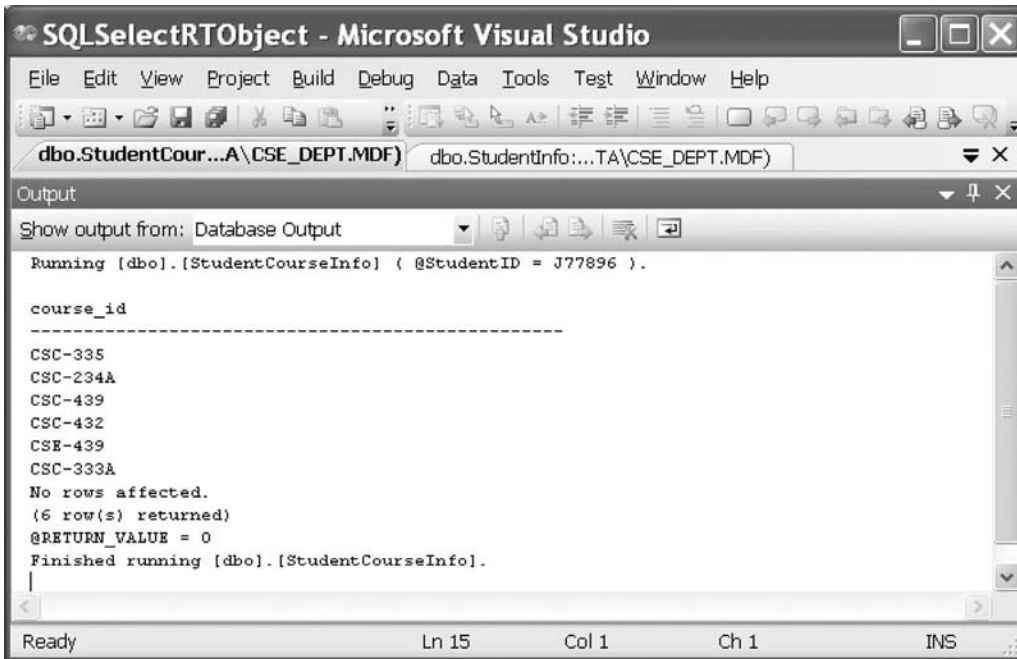 SQLSelectRTObject - Microsoft Visual Studio
File Edit View Project Build Debug Data Tools Test Window Help
dbo.StudentCour...A\CSE_DEPT.MDF) dbo.StudentInfo:...TA\CSE_DEPT.MDF)
Output
Show output from: Database Output
Running [dbo].[StudentCourseInfo] ( @StudentID = J77896 ).
course_id
----------------------------------------------------
CSC-335
CSC-234A
CSC-439
CSC-432
CSE-439
CSC-333A
No rows affected.
(6 row(s) returned)
@RETURN_VALUE = 0
Finished running [dbo].[StudentCourseInfo].
Ready Ln 15 Col 1 Ch 1 INS